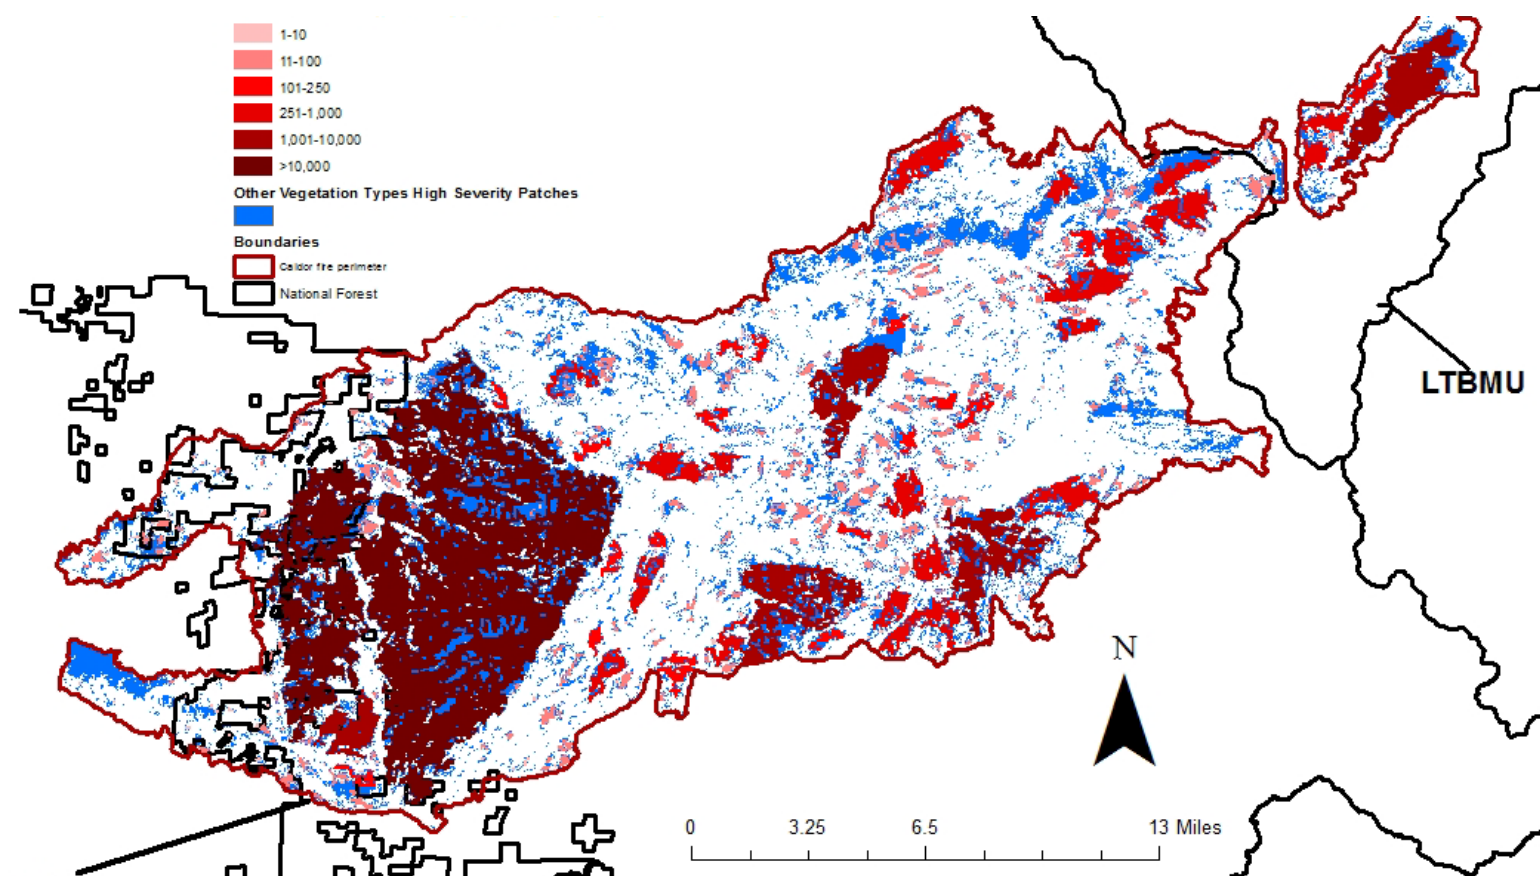 1-10
11-100
101-250
251-1,000
1,001-10,000
>10,000
Other Vegetation Types High Severity Patches
Boundaries
Caldor fire perimeter
National Forest
LTBMU
N
0 3.25 6.5 13 Miles